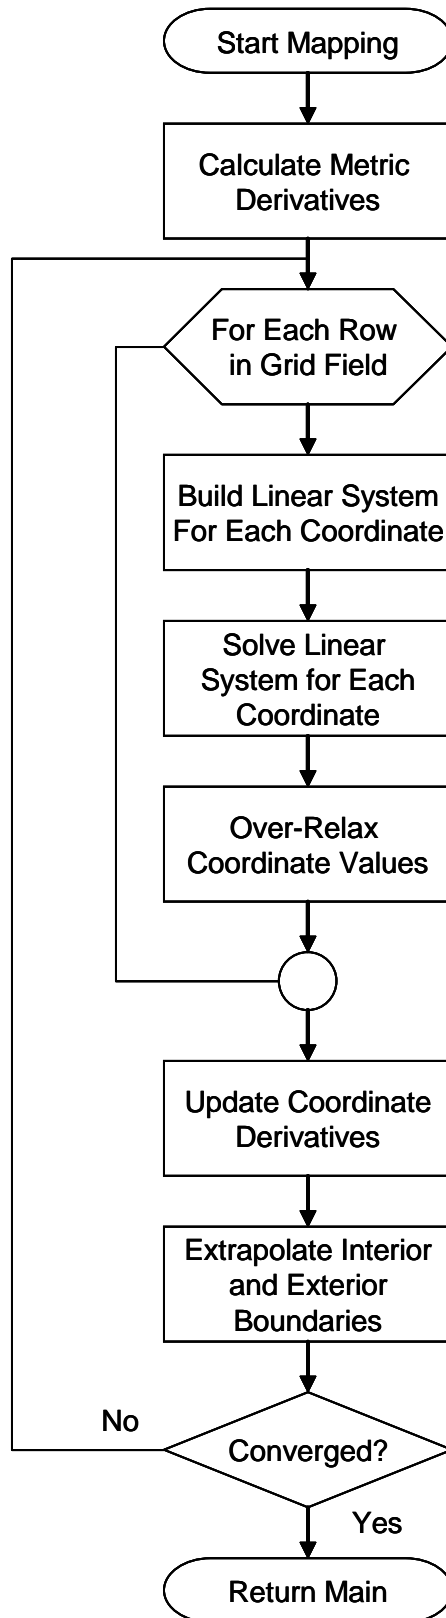 Start Mapping
Calculate Metric
Derivatives
For Each Row
in Grid Field
Build Linear System
For Each Coordinate
Solve Linear
System for Each
Coordinate
Over-Relax
Coordinate Values
Update Coordinate
Derivatives
Extrapolate Interior
and Exterior
Boundaries
No
Converged?
Yes
Return Main